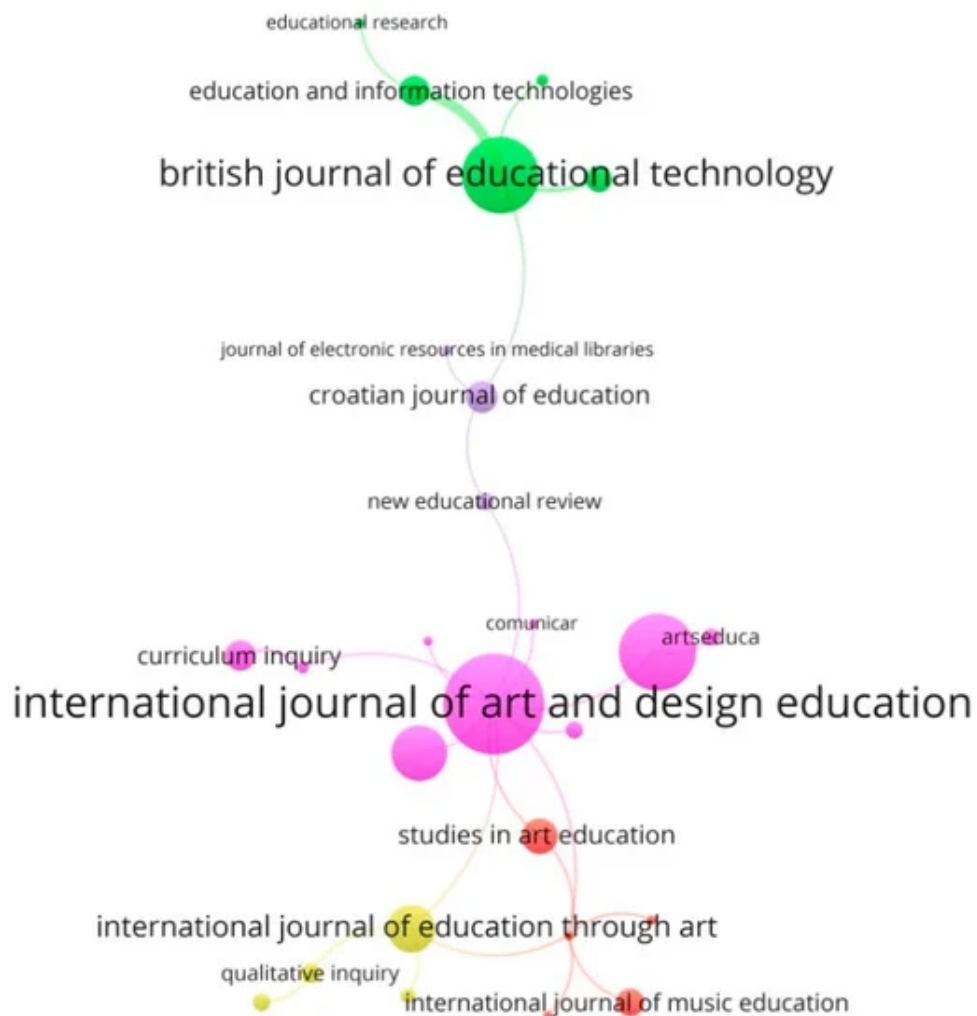 educational research
education and information technologies
british journal of educational technology
journal of electronic resources in medical libraries
croatian journal of education
new educational review
comunicar
artseduca
curriculum inquiry
international journal of art and design education
studies in art education
international journal of education through art
qualitative inquiry
international journal of music education